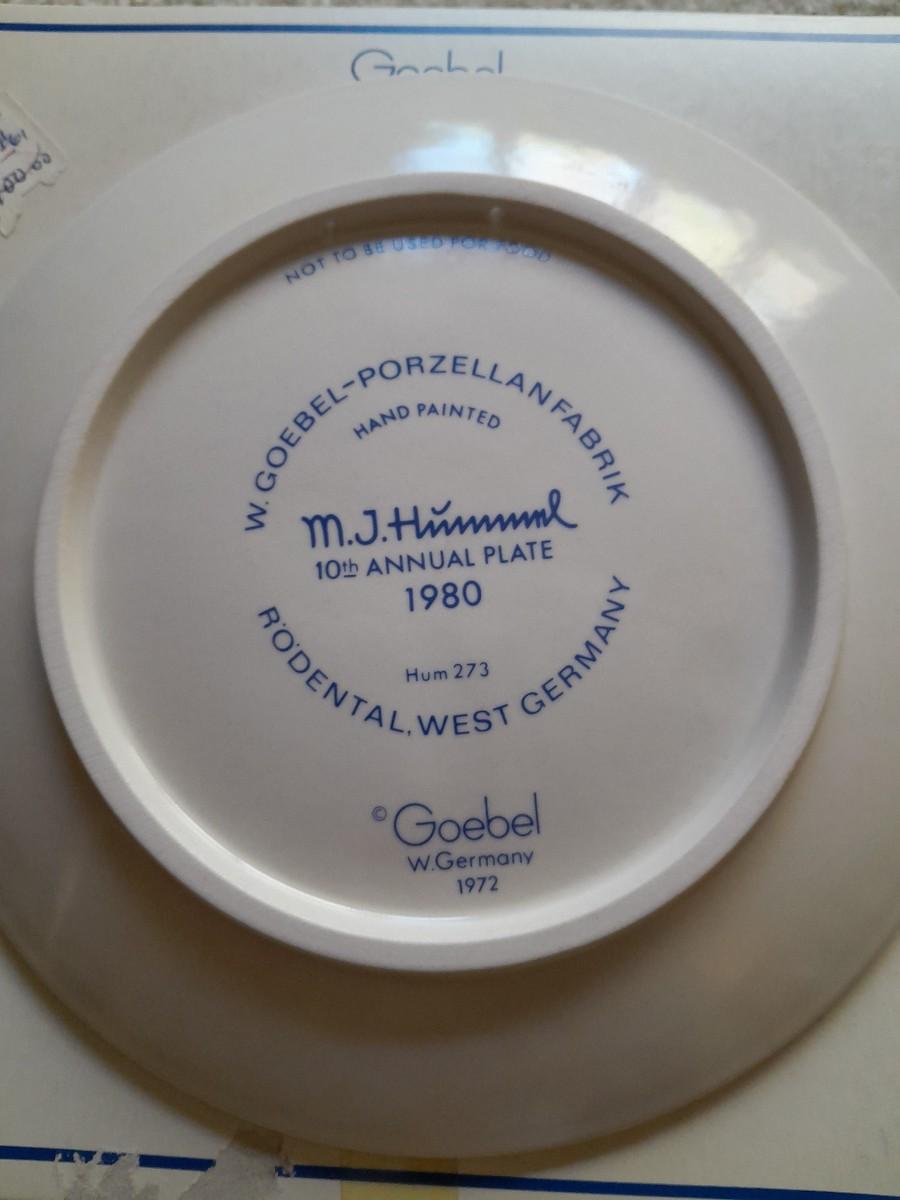 Goebel
NOT TO BE USED FOR FOOD
W. GOEBEL-PORZELLANFABRIK
HAND PAINTED
M.J. Hummel
10th ANNUAL PLATE
1980
Hum 273
RÖDENTAL, WEST GERMANY
© Goebel
W.Germany
1972